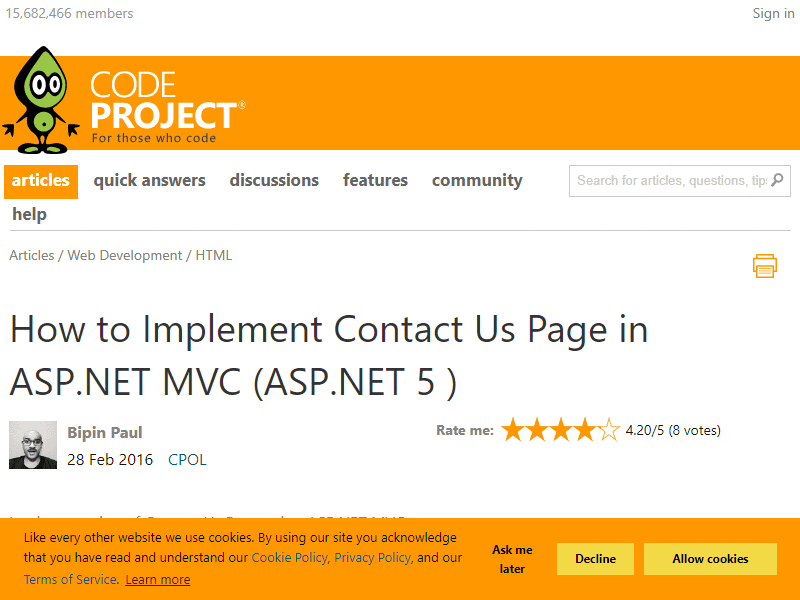 15,682,466 members
Sign in
CODE
PROJECT®
For those who code
articles quick answers discussions features community
Search for articles, questions, tips
help
Articles / Web Development / HTML
How to Implement Contact Us Page in
ASP.NET MVC (ASP.NET 5 )
Bipin Paul
Rate me: 4.20/5 (8 votes)
28 Feb 2016 CPOL
Like every other website we use cookies. By using our site you acknowledge
that you have read and understand our Cookie Policy, Privacy Policy, and our
Terms of Service. Learn more
Ask me
later
Decline
Allow cookies